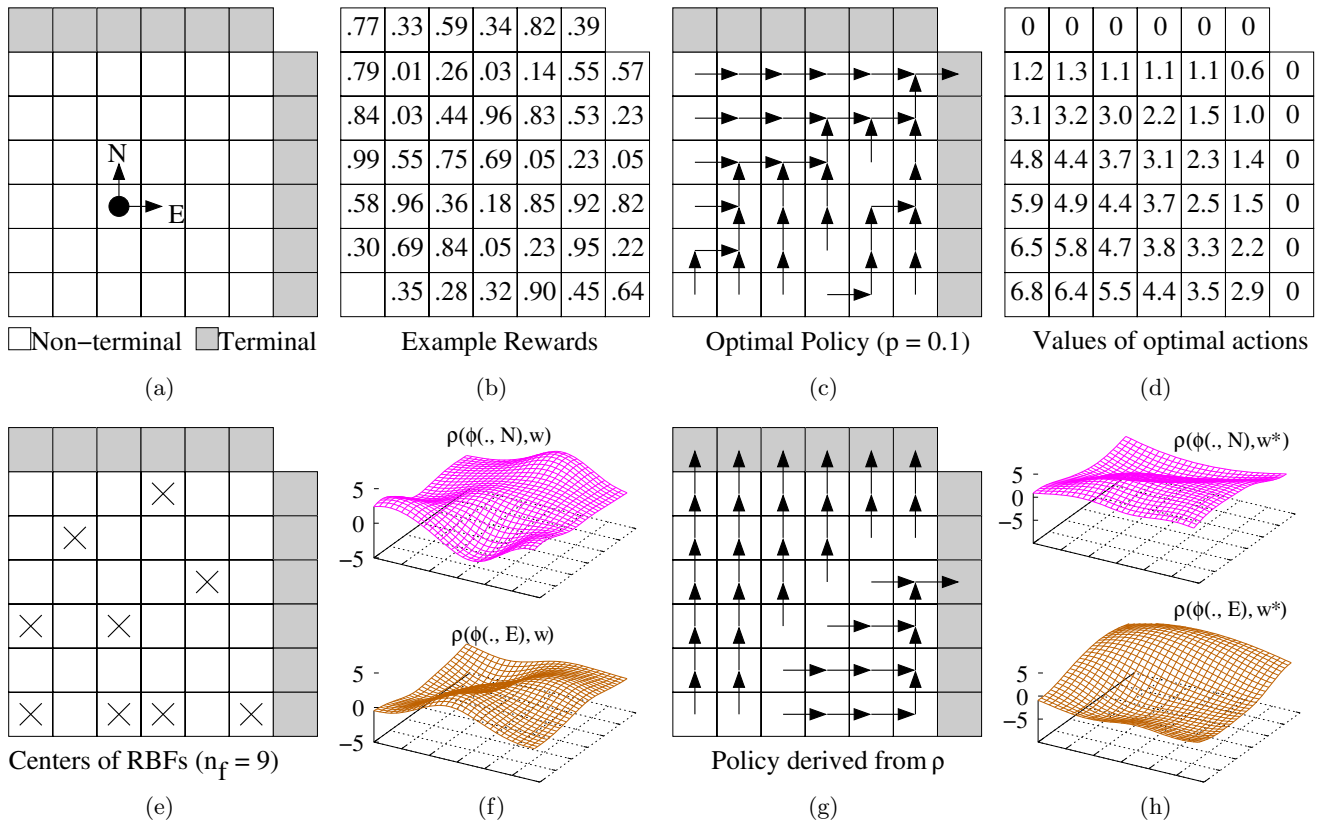 N
E
Non-terminal Terminal
(a)
.77 .33 .59 .34 .82 .39
.79 .01 .26 .03 .14 .55 .57
.84 .03 .44 .96 .83 .53 .23
.99 .55 .75 .69 .05 .23 .05
.58 .96 .36 .18 .85 .92 .82
.30 .69 .84 .05 .23 .95 .22
.35 .28 .32 .90 .45 .64
Example Rewards
(b)
Optimal Policy (p = 0.1)
(c)
0 0 0 0 0 0
1.2 1.3 1.1 1.1 1.1 0.6 0
3.1 3.2 3.0 2.2 1.5 1.0 0
4.8 4.4 3.7 3.1 2.3 1.4 0
5.9 4.9 4.4 3.7 2.5 1.5 0
6.5 5.8 4.7 3.8 3.3 2.2 0
6.8 6.4 5.5 4.4 3.5 2.9 0
Values of optimal actions
(d)
Centers of RBFs (n_f = 9)
(e)
ρ(ϕ(., N),w)
5
0
−5
ρ(ϕ(., E), w)
5
0
−5
(f)
Policy derived from ρ
(g)
ρ(ϕ(., N),w*)
5
0
−5
ρ(ϕ(., E), w*)
5
0
−5
(h)